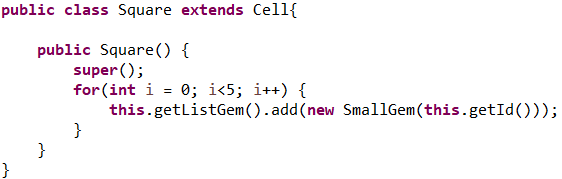 public class Square extends Cell{
public Square() {
super();
for(int i = 0; i<5; i++) {
this.getListGem().add(new SmallGem(this.getId()));
}
}
}